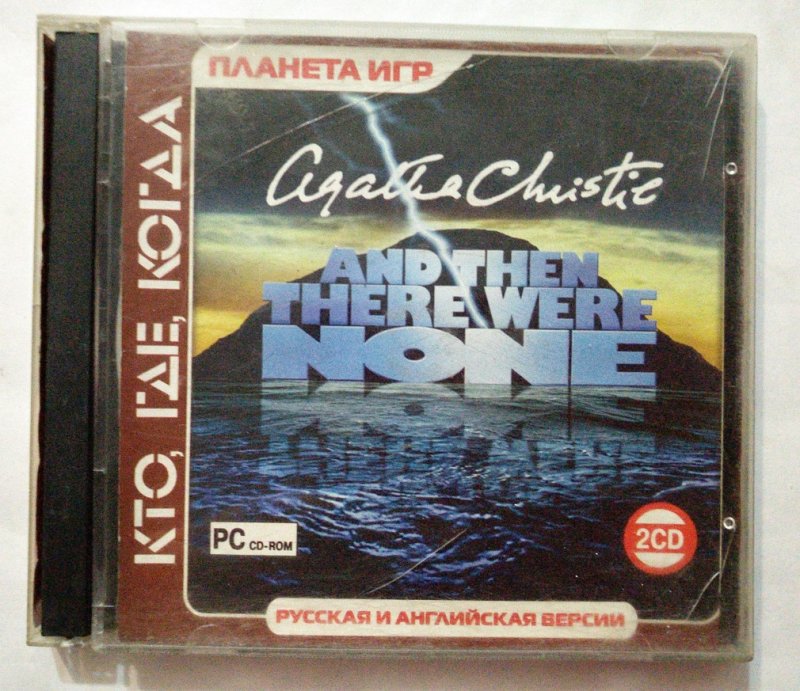 ПЛАНЕТА ИГР
КТО, ГДЕ, КОГДА
Agatha Christie
AND THEN
THERE WERE
NONE
PC CD-ROM
2CD
РУССКАЯ И АНГЛИЙСКАЯ ВЕРСИИ